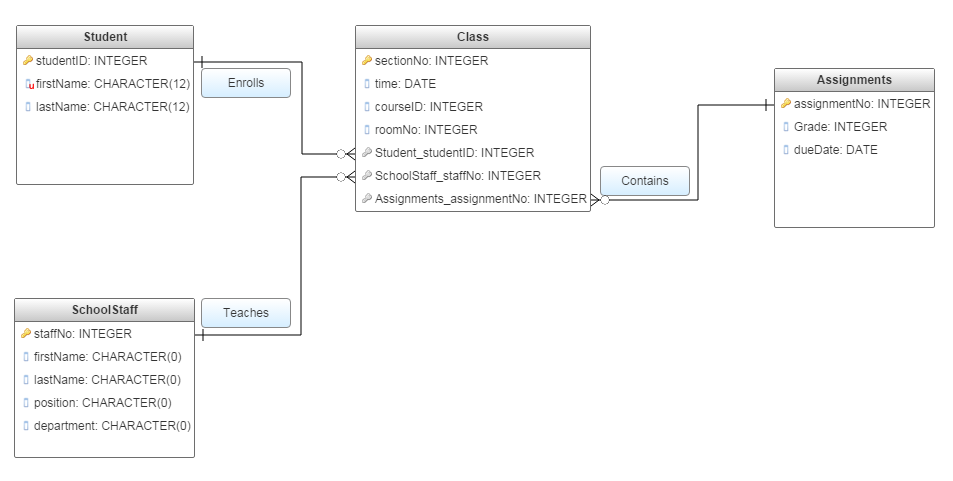 Student
studentID: INTEGER
firstName: CHARACTER(12)
lastName: CHARACTER(12)
Enrolls
Class
sectionNo: INTEGER
time: DATE
courseID: INTEGER
roomNo: INTEGER
Student_studentID: INTEGER
SchoolStaff_staffNo: INTEGER
Assignments_assignmentNo: INTEGER
Contains
Assignments
assignmentNo: INTEGER
Grade: INTEGER
dueDate: DATE
SchoolStaff
staffNo: INTEGER
firstName: CHARACTER(0)
lastName: CHARACTER(0)
position: CHARACTER(0)
department: CHARACTER(0)
Teaches